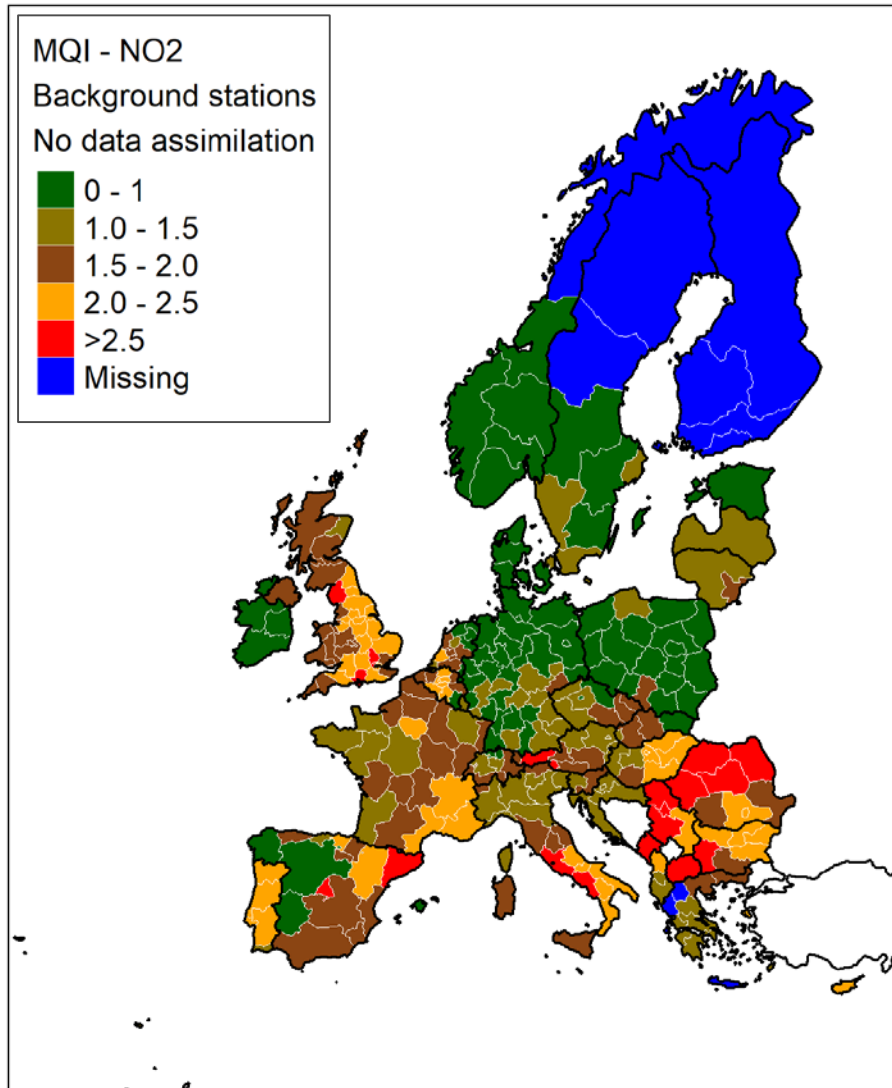 MQI - NO2
Background stations
No data assimilation
0 - 1
1.0 - 1.5
1.5 - 2.0
2.0 - 2.5
>2.5
Missing